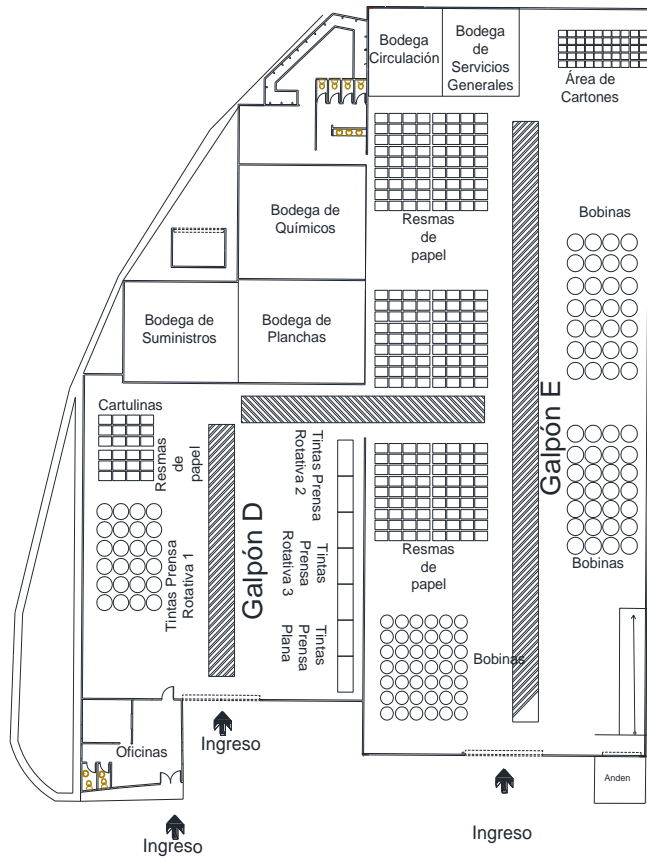 Bodega
Circulación
Bodega
de
Servicios
Generales
Área de
Cartones
Resmas
de
papel
Bobinas
Bodega de
Químicos
Bodega de
Suministros
Bodega de
Planchas
Cartulinas
Resmas
de
papel
Tintas Prensa
Rotativa 1
Galpón D
Tintas Prensa
Rotativa 2
Tintas
Prensa
Rotativa 3
Tintas
Prensa
Plana
Galpón E
Resmas
de
papel
Bobinas
Bobinas
Oficinas
Ingreso
Ingreso
Ingreso
Anden